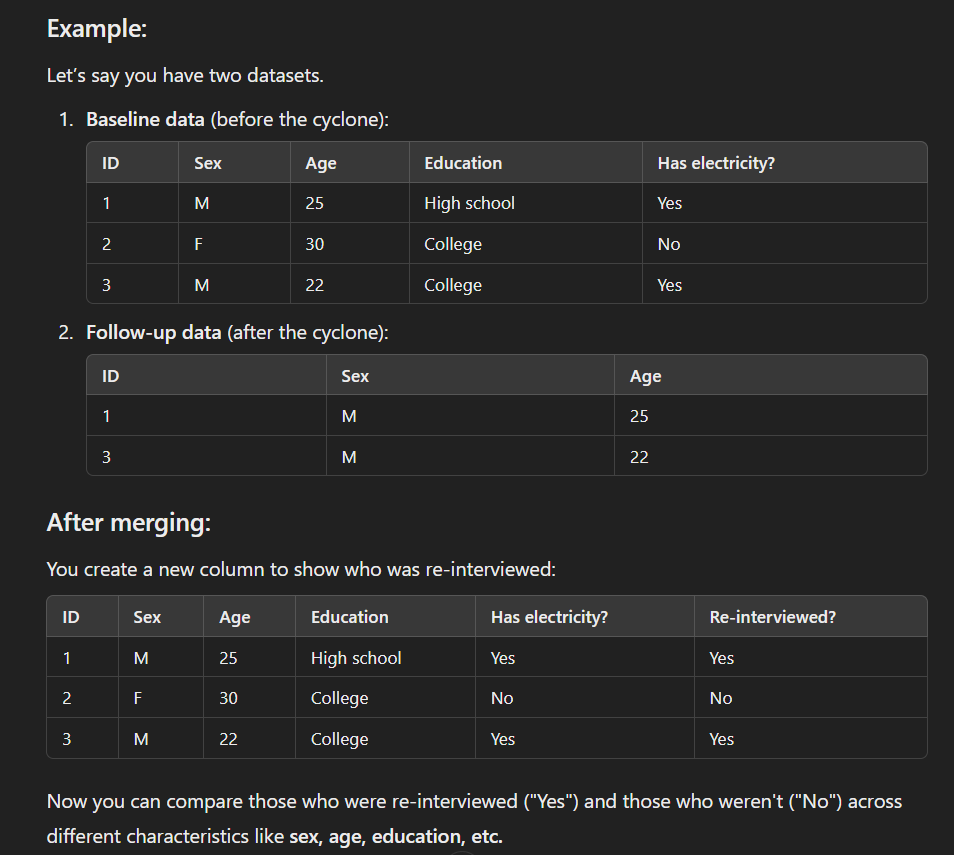 Example:
Let’s say you have two datasets.
1. Baseline data (before the cyclone):
ID Sex Age Education Has electricity?
1 M 25 High school Yes
2 F 30 College No
3 M 22 College Yes
2. Follow-up data (after the cyclone):
ID Sex Age
1 M 25
3 M 22
After merging:
You create a new column to show who was re-interviewed:
ID Sex Age Education Has electricity? Re-interviewed?
1 M 25 High school Yes Yes
2 F 30 College No No
3 M 22 College Yes Yes
Now you can compare those who were re-interviewed ("Yes") and those who weren't ("No") across
different characteristics like sex, age, education, etc.